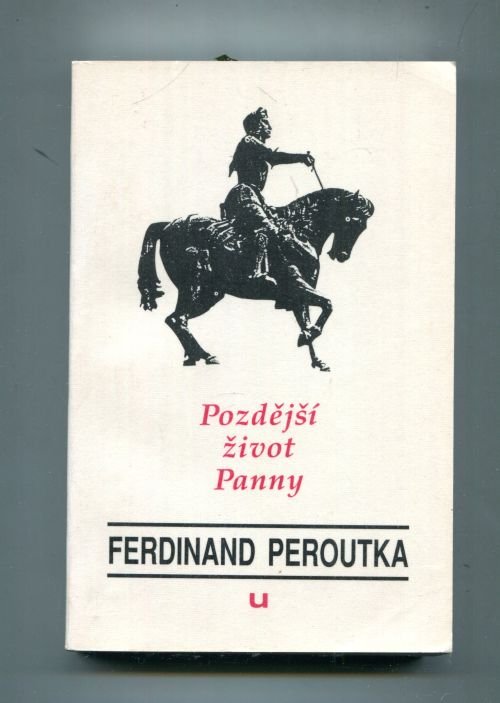 Pozdější
život
Panny
FERDINAND PEROUTKA
u